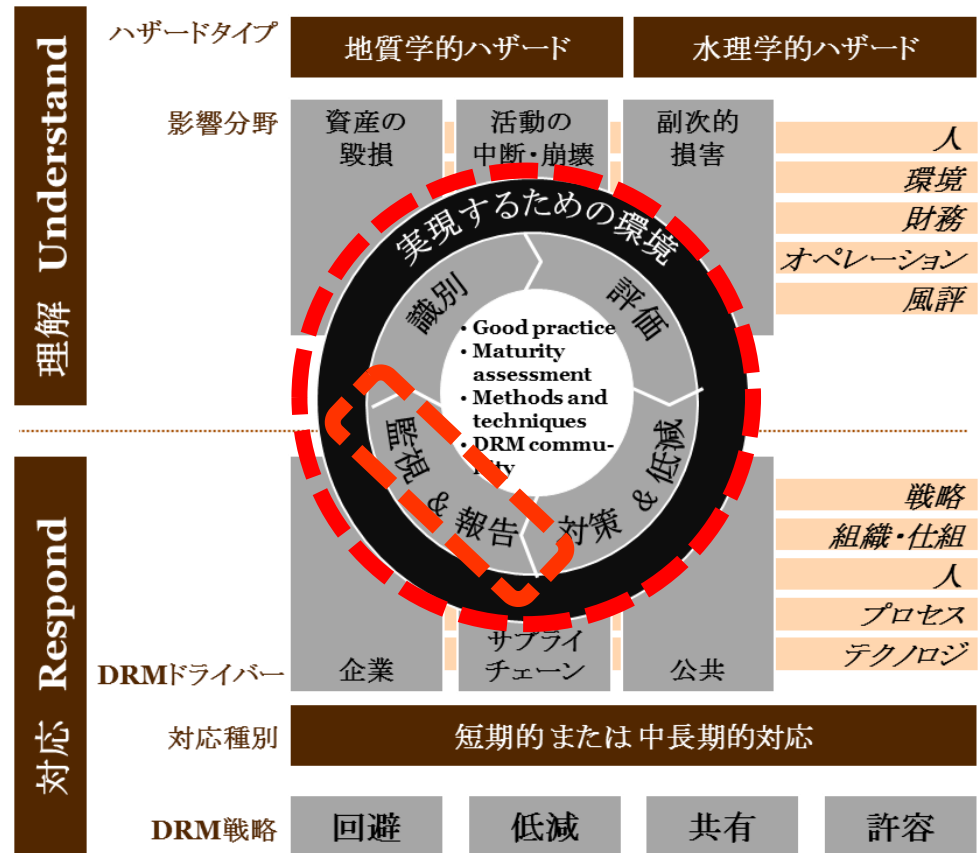 理解 Understand
ハザードタイプ
地質学的ハザード
水理学的ハザード
影響分野
資産の
毀損
活動の
中断・崩壊
副次的
損害
人
環境
財務
オペレーション
風評
実現するための環境
識別
評価
対策 & 低減
監視 & 報告
• Good practice
• Maturity
assessment
• Methods and
techniques
• DRM commu-
nity
対応 Respond
戦略
組織・仕組
人
プロセス
テクノロジ
DRMドライバー
企業
サプライ
チェーン
公共
対応種別
短期的 または 中長期的対応
DRM戦略
回避
低減
共有
許容